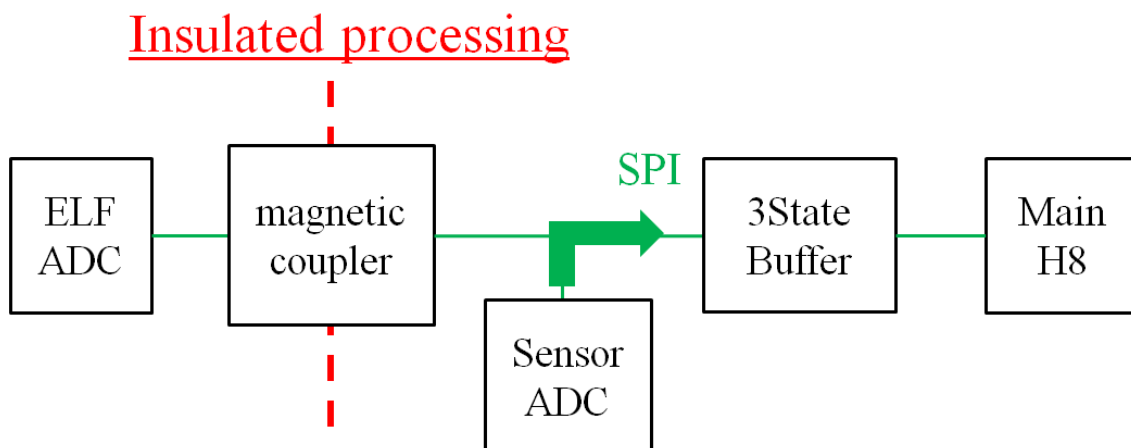 Insulated processing
ELF
ADC
magnetic
coupler
SPI
3State
Buffer
Main
H8
Sensor
ADC